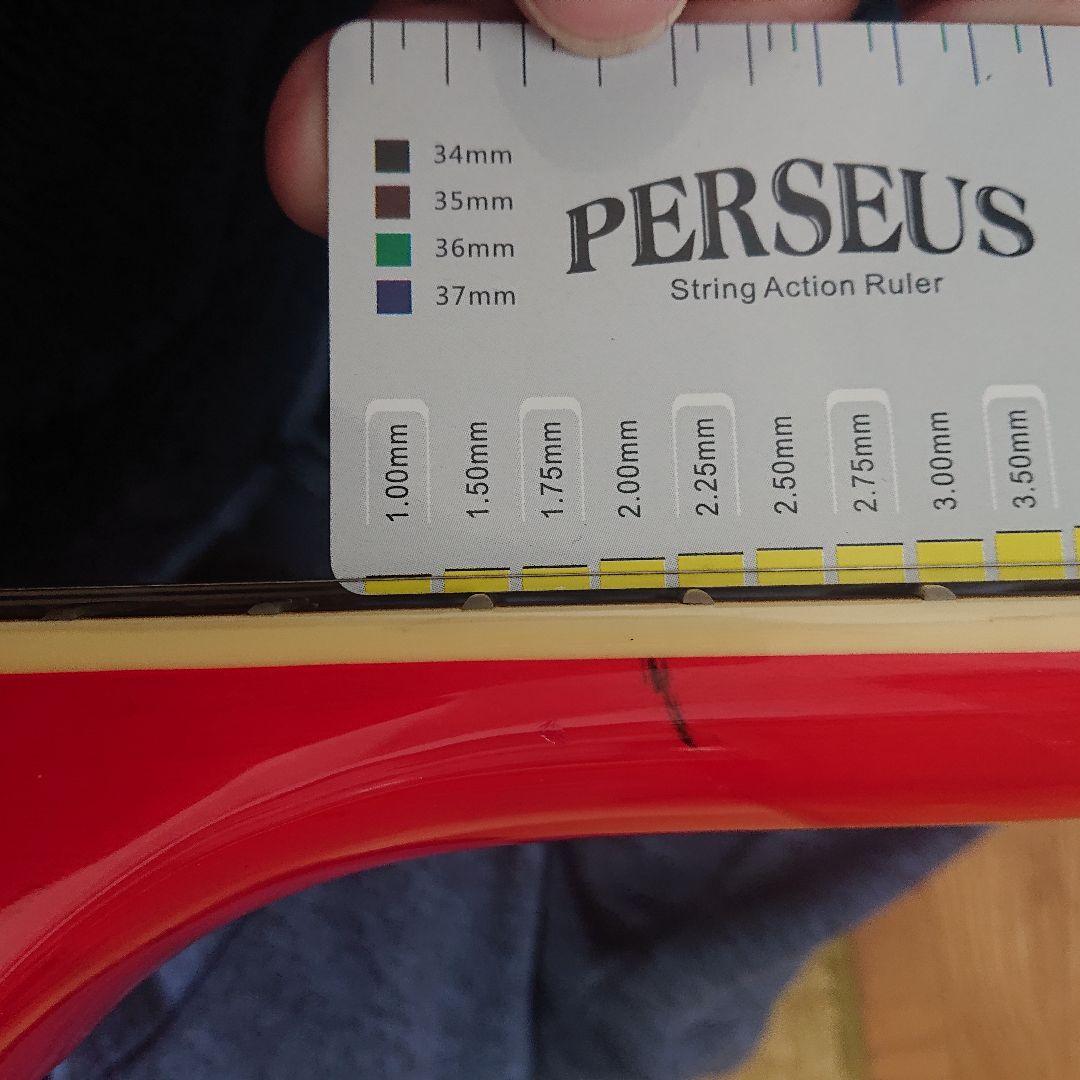 34mm
35mm
36mm
37mm
PERSEUS
String Action Ruler
1.00mm
1.50mm
1.75mm
2.00mm
2.25mm
2.50mm
2.75mm
3.00mm
3.50mm